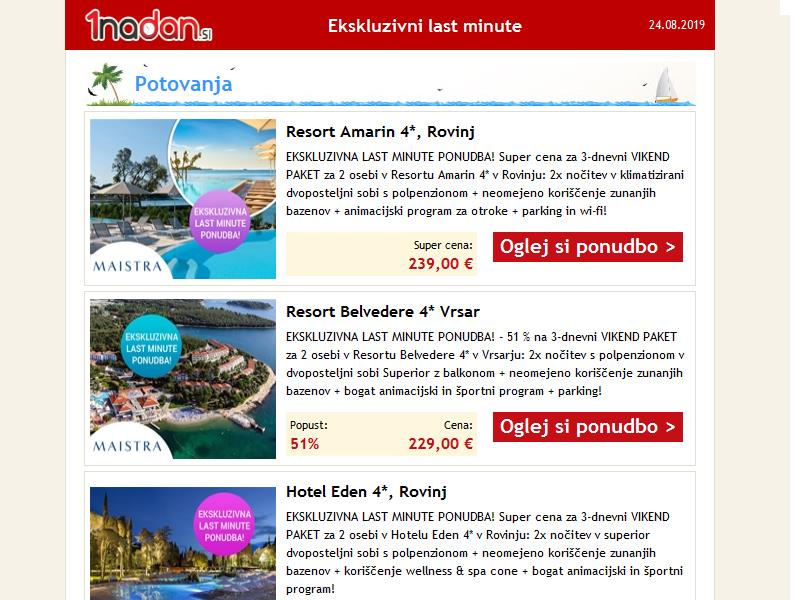 1nadan.si
Ekskluzivni last minute
24.08.2019
Potovanja
Resort Amarin 4*, Rovinj
EKSKLUZIVNA LAST MINUTE PONUDBA! Super cena za 3-dnevni VIKEND
PAKET za 2 osebi v Resortu Amarin 4* v Rovinju: 2x nočitev v klimatizirani
dvoposteljni sobi s polpenzionom + neomejeno koriščenje zunanjih
bazenov + animacijski program za otroke + parking in wi-fi!
EKSKLUZIVNA
LAST MINUTE
PONUDBA!
MAISTRA
Super cena:
239,00 €
Oglej si ponudbo >
Resort Belvedere 4* Vrsar
EKSKLUZIVNA LAST MINUTE PONUDBA! - 51 % na 3-dnevni VIKEND PAKET
za 2 osebi v Resortu Belvedere 4* v Vrsarju: 2x nočitev s polpenzionom v
dvoposteljni sobi Superior z balkonom + neomejeno koriščenje zunanjih
bazenov + bogat animacijski in športni program + parking!
EKSKLUZIVNA
LAST MINUTE
PONUDBA!
MAISTRA
Popust:
51%
Cena:
229,00 €
Oglej si ponudbo >
Hotel Eden 4*, Rovinj
EKSKLUZIVNA LAST MINUTE PONUDBA! Super cena za 3-dnevni VIKEND
PAKET za 2 osebi v Hotelu Eden 4* v Rovinju: 2x nočitev v superior
dvoposteljni sobi s polpenzionom + neomejeno koriščenje zunanjih
bazenov + koriščenje wellness & spa cone + bogat animacijski in športni
program!
EKSKLUZIVNA
LAST MINUTE
PONUDBA!